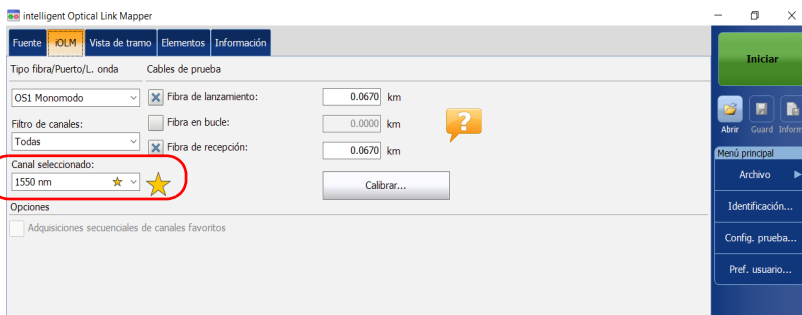 intelligent Optical Link Mapper
Fuente iOLM Vista de tramo Elementos Información
Tipo fibra/Puerto/L. onda Cables de prueba
OS1 Monomodo Fibra de lanzamiento: 0.0670 km
Filtro de canales: Fibra en bucle: 0.0000 km
Todas Fibra de recepción: 0.0670 km
Canal seleccionado:
1550 nm Calibrar...
Opciones
Adquisiciones secuenciales de canales favoritos
Iniciar
Abrir Guard Inform
Menú principal
Archivo
Identificación...
Config. prueba...
Pref. usuario...